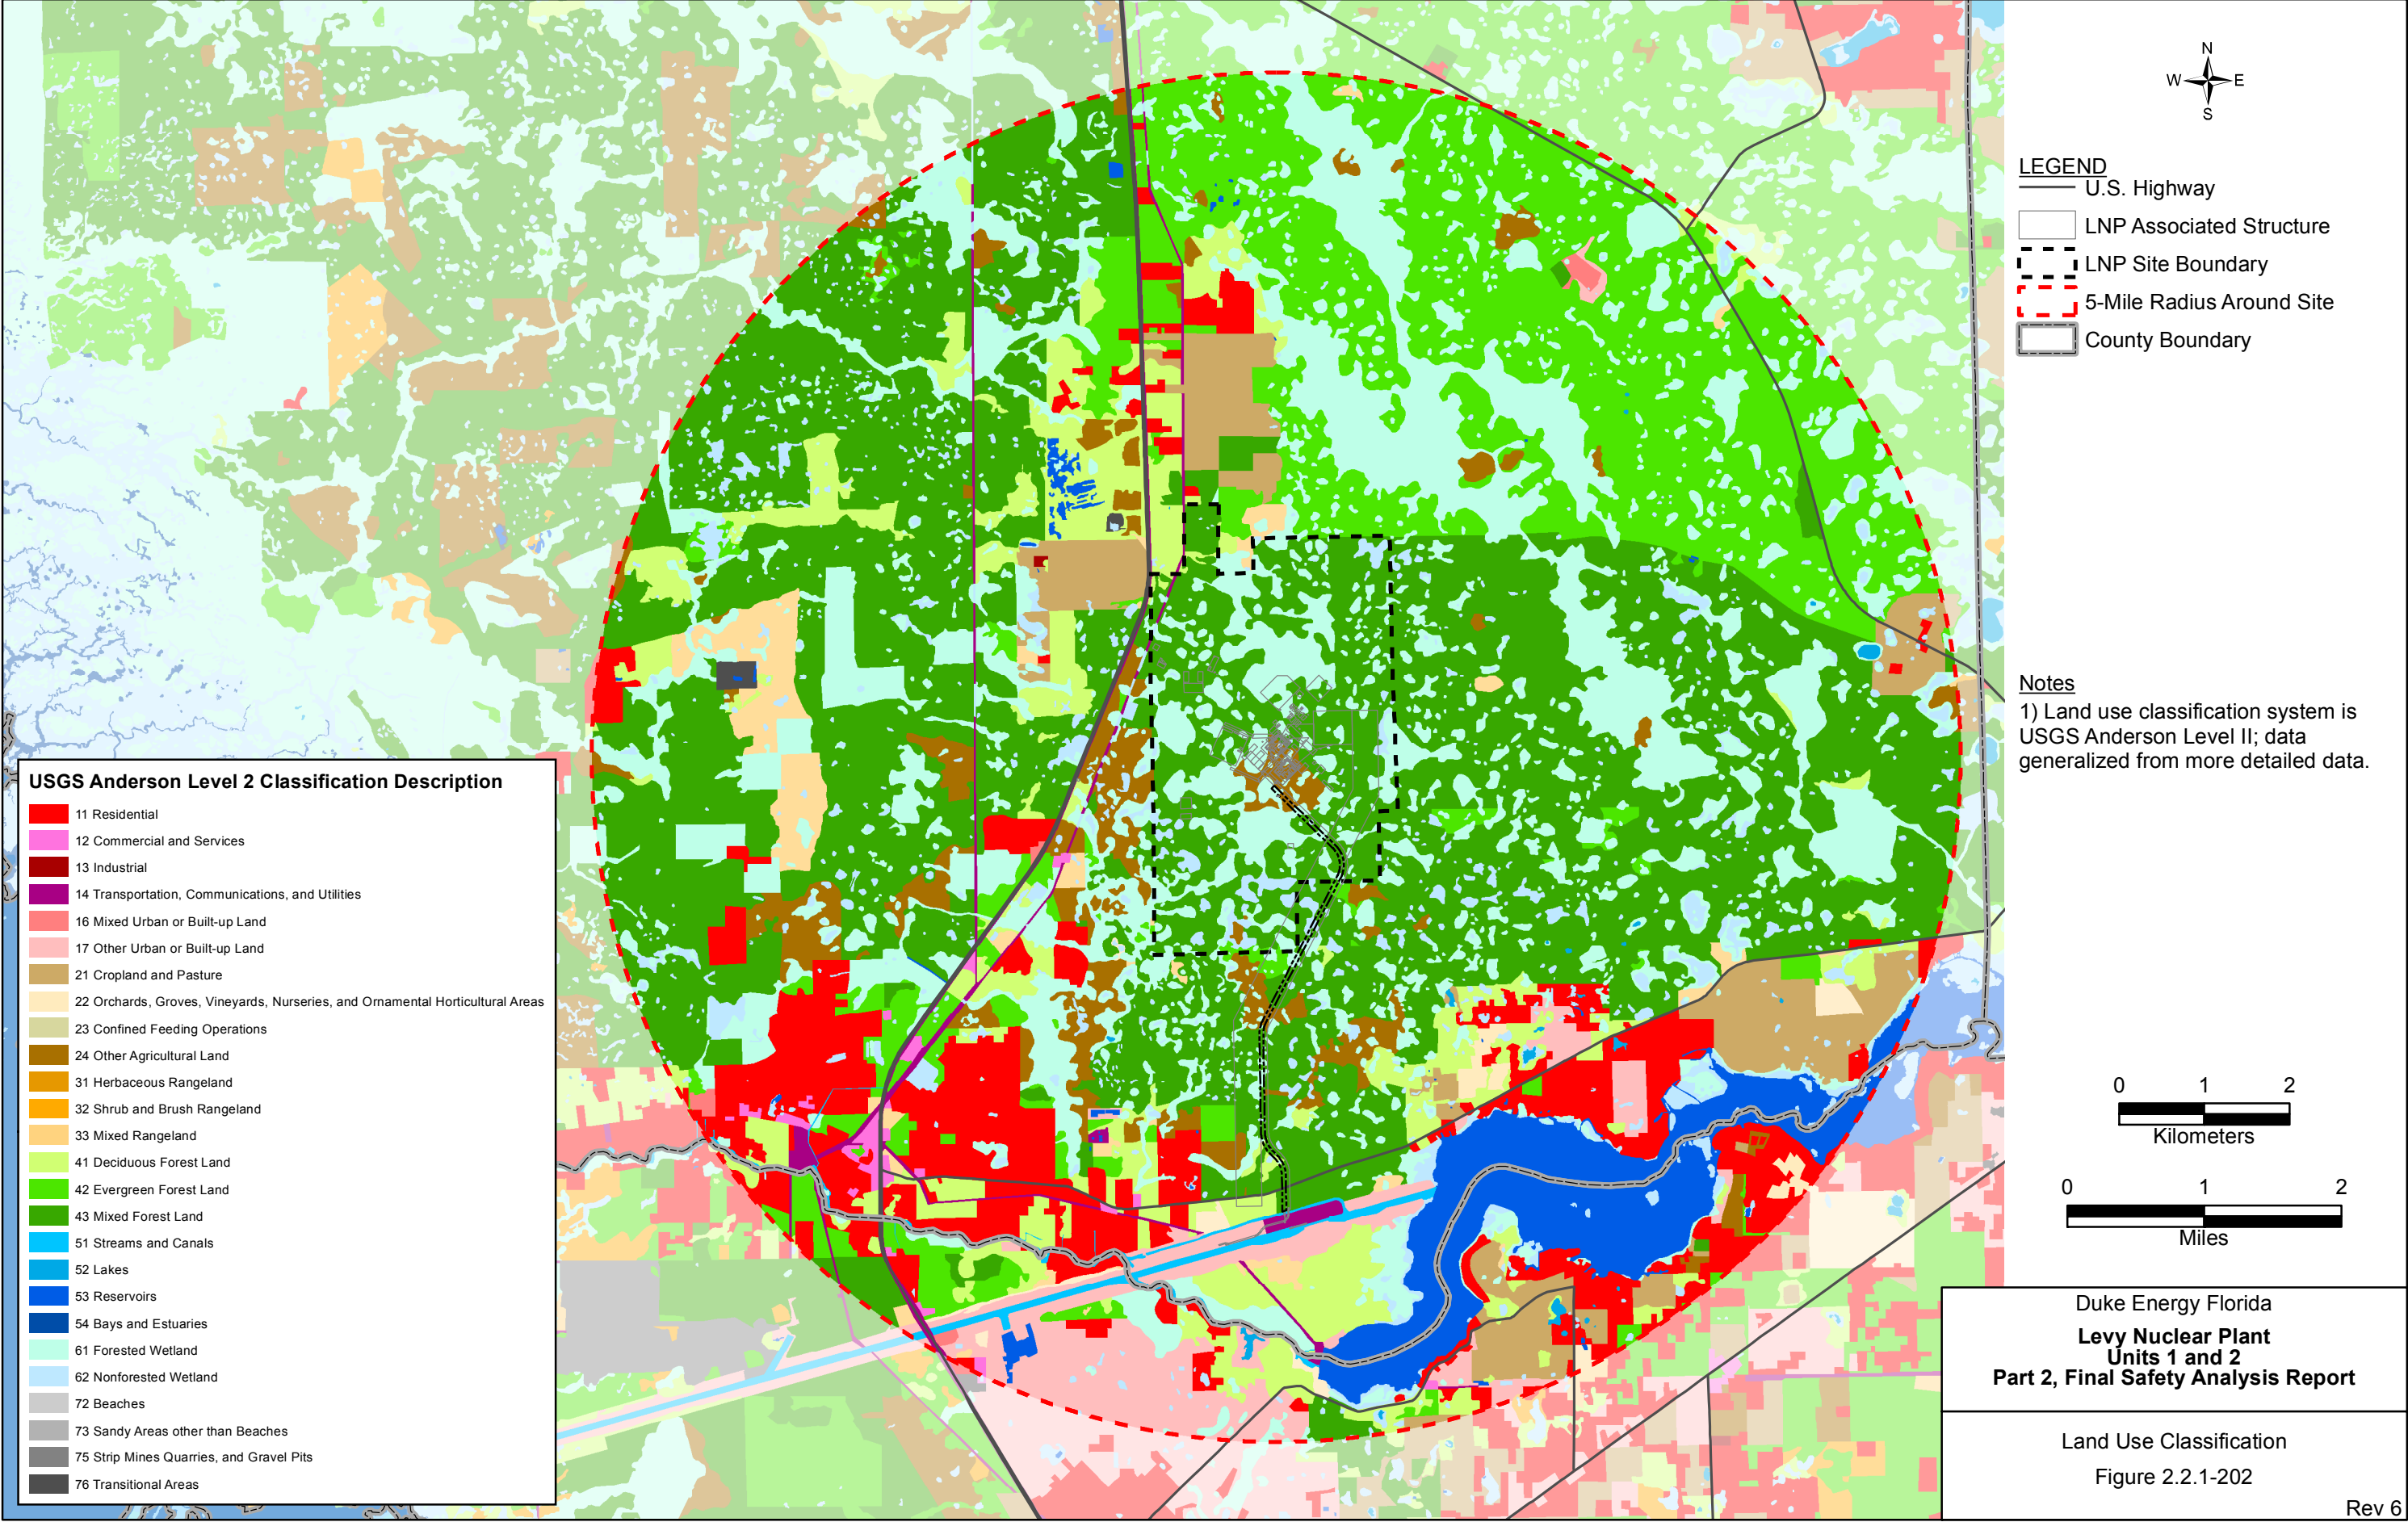 N
W E
S
LEGEND
U.S. Highway
LNP Associated Structure
LNP Site Boundary
5-Mile Radius Around Site
County Boundary
Notes
1) Land use classification system is
USGS Anderson Level II; data
generalized from more detailed data.
USGS Anderson Level 2 Classification Description
11 Residential
12 Commercial and Services
13 Industrial
14 Transportation, Communications, and Utilities
16 Mixed Urban or Built-up Land
17 Other Urban or Built-up Land
21 Cropland and Pasture
22 Orchards, Groves, Vineyards, Nurseries, and Ornamental Horticultural Areas
23 Confined Feeding Operations
24 Other Agricultural Land
31 Herbaceous Rangeland
32 Shrub and Brush Rangeland
33 Mixed Rangeland
41 Deciduous Forest Land
42 Evergreen Forest Land
43 Mixed Forest Land
51 Streams and Canals
52 Lakes
53 Reservoirs
54 Bays and Estuaries
61 Forested Wetland
62 Nonforested Wetland
72 Beaches
73 Sandy Areas other than Beaches
75 Strip Mines Quarries, and Gravel Pits
76 Transitional Areas
0 1 2
Kilometers
0 1 2
Miles
Duke Energy Florida
Levy Nuclear Plant
Units 1 and 2
Part 2, Final Safety Analysis Report
Land Use Classification
Figure 2.2.1-202
Rev 6